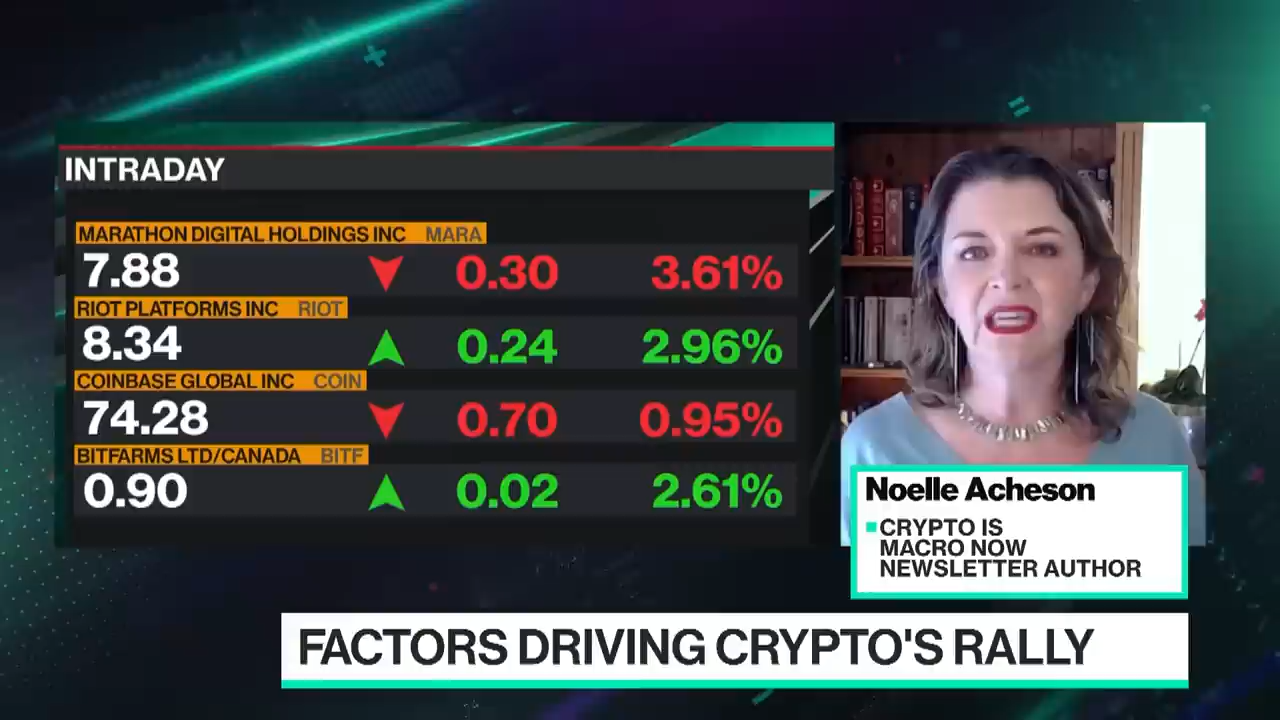 INTRADAY
MARATHON DIGITAL HOLDINGS INC MARA
7.88 0.30 3.61%
RIOT PLATFORMS INC RIOT
8.34 0.24 2.96%
COINBASE GLOBAL INC COIN
74.28 0.70 0.95%
BITFARMS LTD/CANADA BITF
0.90 0.02 2.61%
Noelle Acheson
CRYPTO IS
MACRO NOW
NEWSLETTER AUTHOR
FACTORS DRIVING CRYPTO'S RALLY